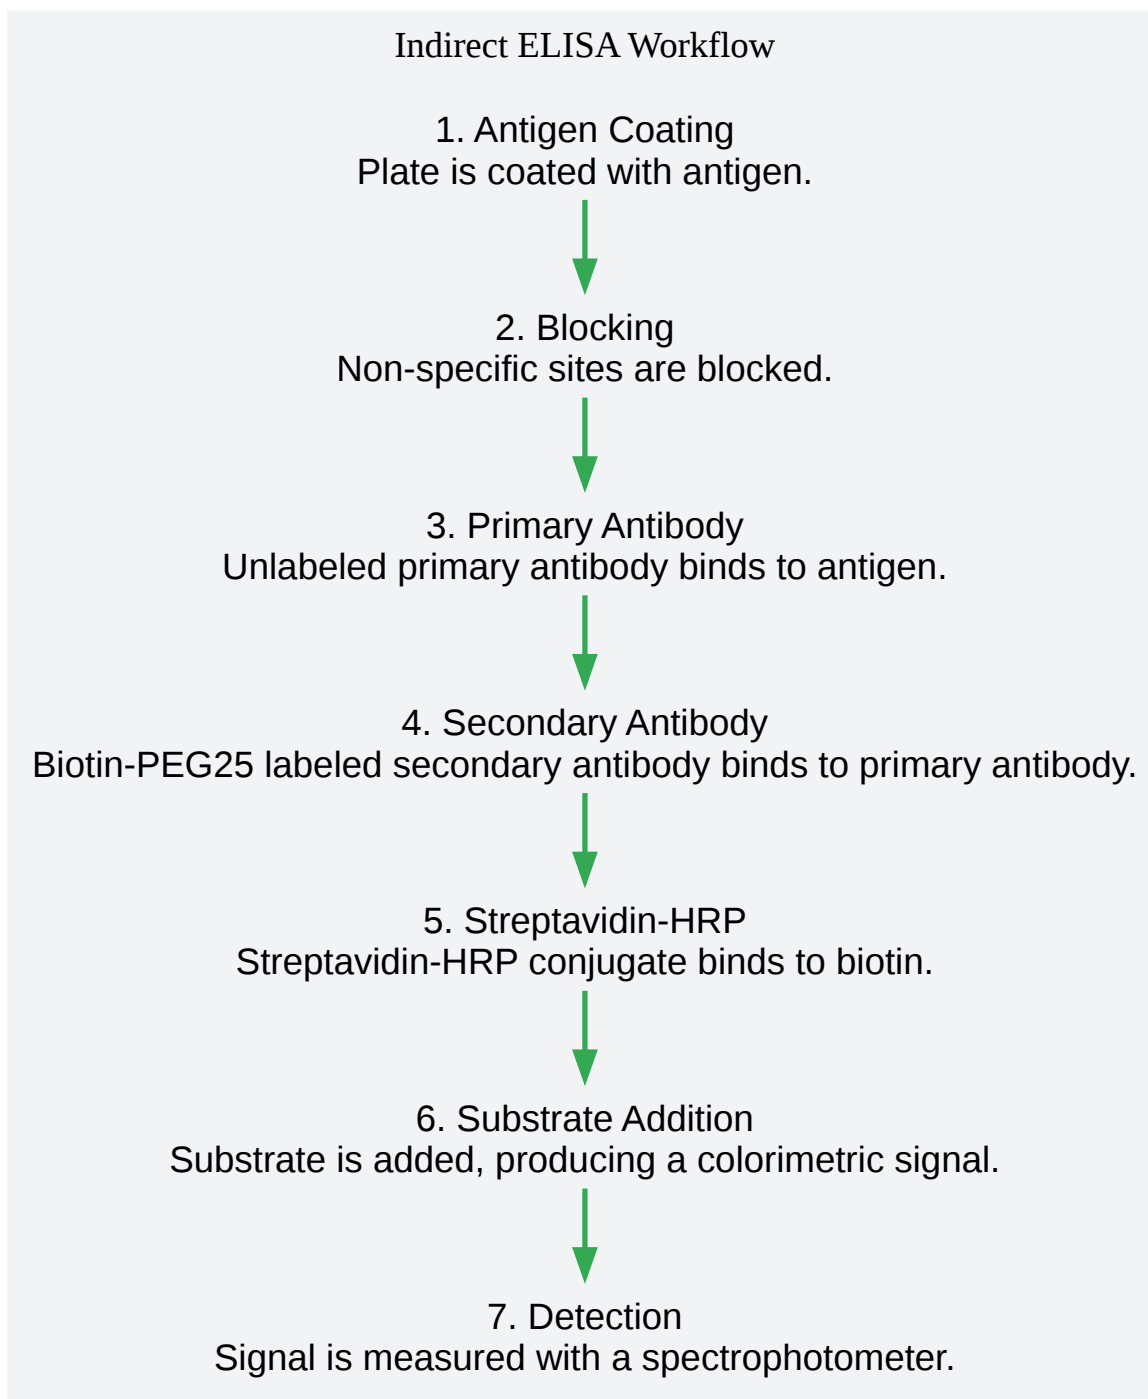 Indirect ELISA Workflow
1. Antigen Coating
Plate is coated with antigen.
2. Blocking
Non-specific sites are blocked.
3. Primary Antibody
Unlabeled primary antibody binds to antigen.
4. Secondary Antibody
Biotin-PEG25 labeled secondary antibody binds to primary antibody.
5. Streptavidin-HRP
Streptavidin-HRP conjugate binds to biotin.
6. Substrate Addition
Substrate is added, producing a colorimetric signal.
7. Detection
Signal is measured with a spectrophotometer.